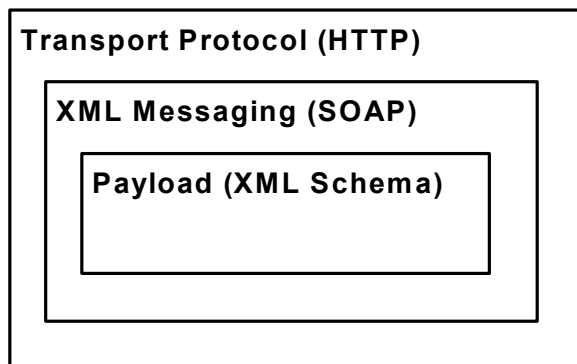 Transport Protocol (HTTP)
XML Messaging (SOAP)
Payload (XML Schema)